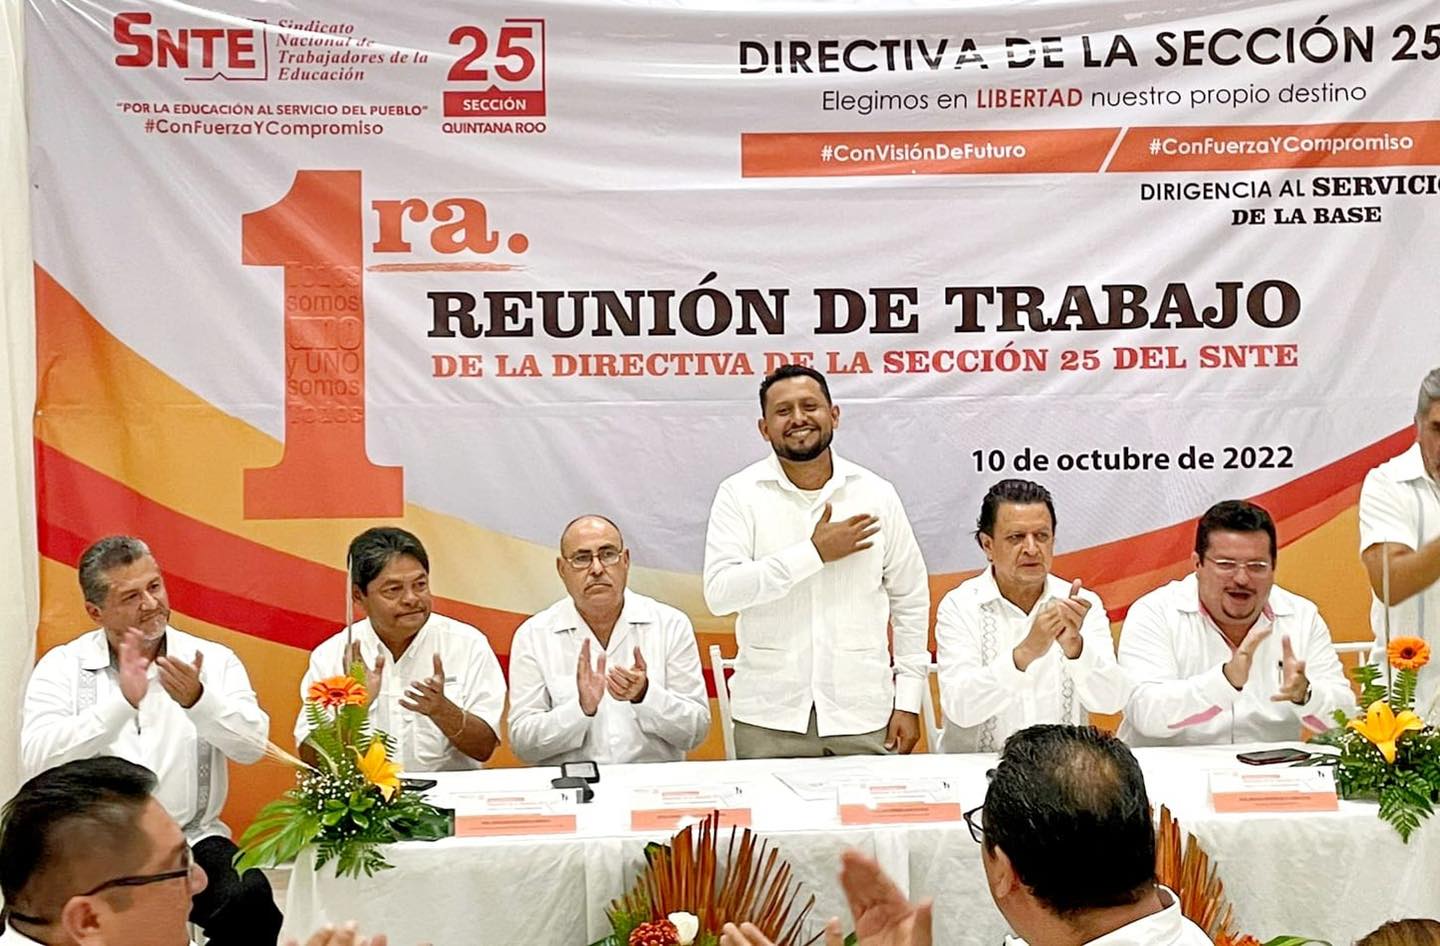 SNTE
Sindicato
Nacional de
Trabajadores de la
Educación
"POR LA EDUCACIÓN AL SERVICIO DEL PUEBLO"
#ConFuerzaYCompromiso
25
SECCIÓN
QUINTANA ROO
DIRECTIVA DE LA SECCIÓN 25
Elegimos en LIBERTAD nuestro propio destino
#ConVisiónDeFuturo / #ConFuerzaYCompromiso
DIRIGENCIA AL SERVICIO
DE LA BASE
1ra.
somos
UNO
y UNO
somos
todos
REUNIÓN DE TRABAJO
DE LA DIRECTIVA DE LA SECCIÓN 25 DEL SNTE
10 de octubre de 2022